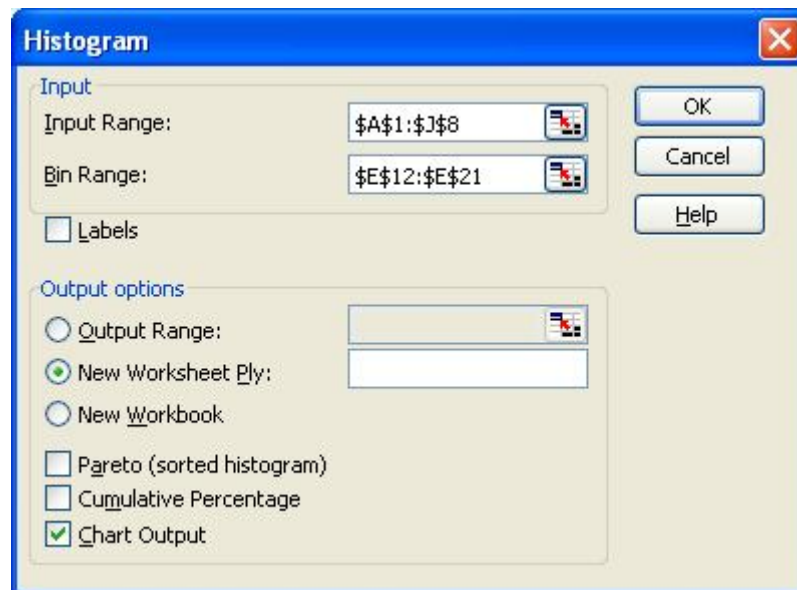 Histogram
Input
Input Range:
$A$1:$J$8
Bin Range:
$E$12:$E$21
Labels
OK
Cancel
Help
Output options
Output Range:
New Worksheet Ply:
New Workbook
Pareto (sorted histogram)
Cumulative Percentage
Chart Output